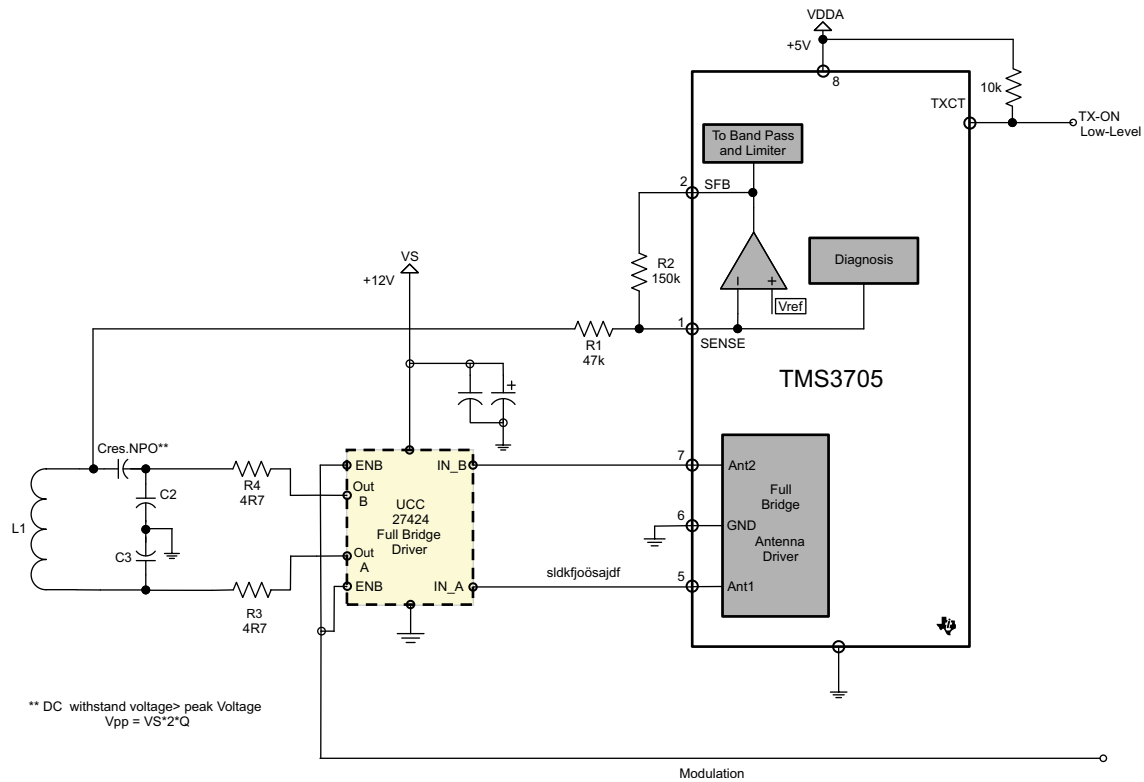 VDDA
+5V
8
10k
TXCT
TX-ON
Low-Level
To Band Pass
and Limiter
2
SFB
R2
150k
Diagnosis
VS
+12V
Vref
1
SENSE
R1
47k
TMS3705
+
Cres.NPO**
ENB
IN_B
7
Ant2
R4
4R7
Out
B
C2
UCC
27424
Full Bridge
Driver
Full
Bridge
6
GND
L1
Antenna
Driver
C3
Out
A
sldkfjoösajdf
ENB
IN_A
5
Ant1
R3
4R7
** DC withstand voltage> peak Voltage
Vpp = VS*2*Q
Modulation